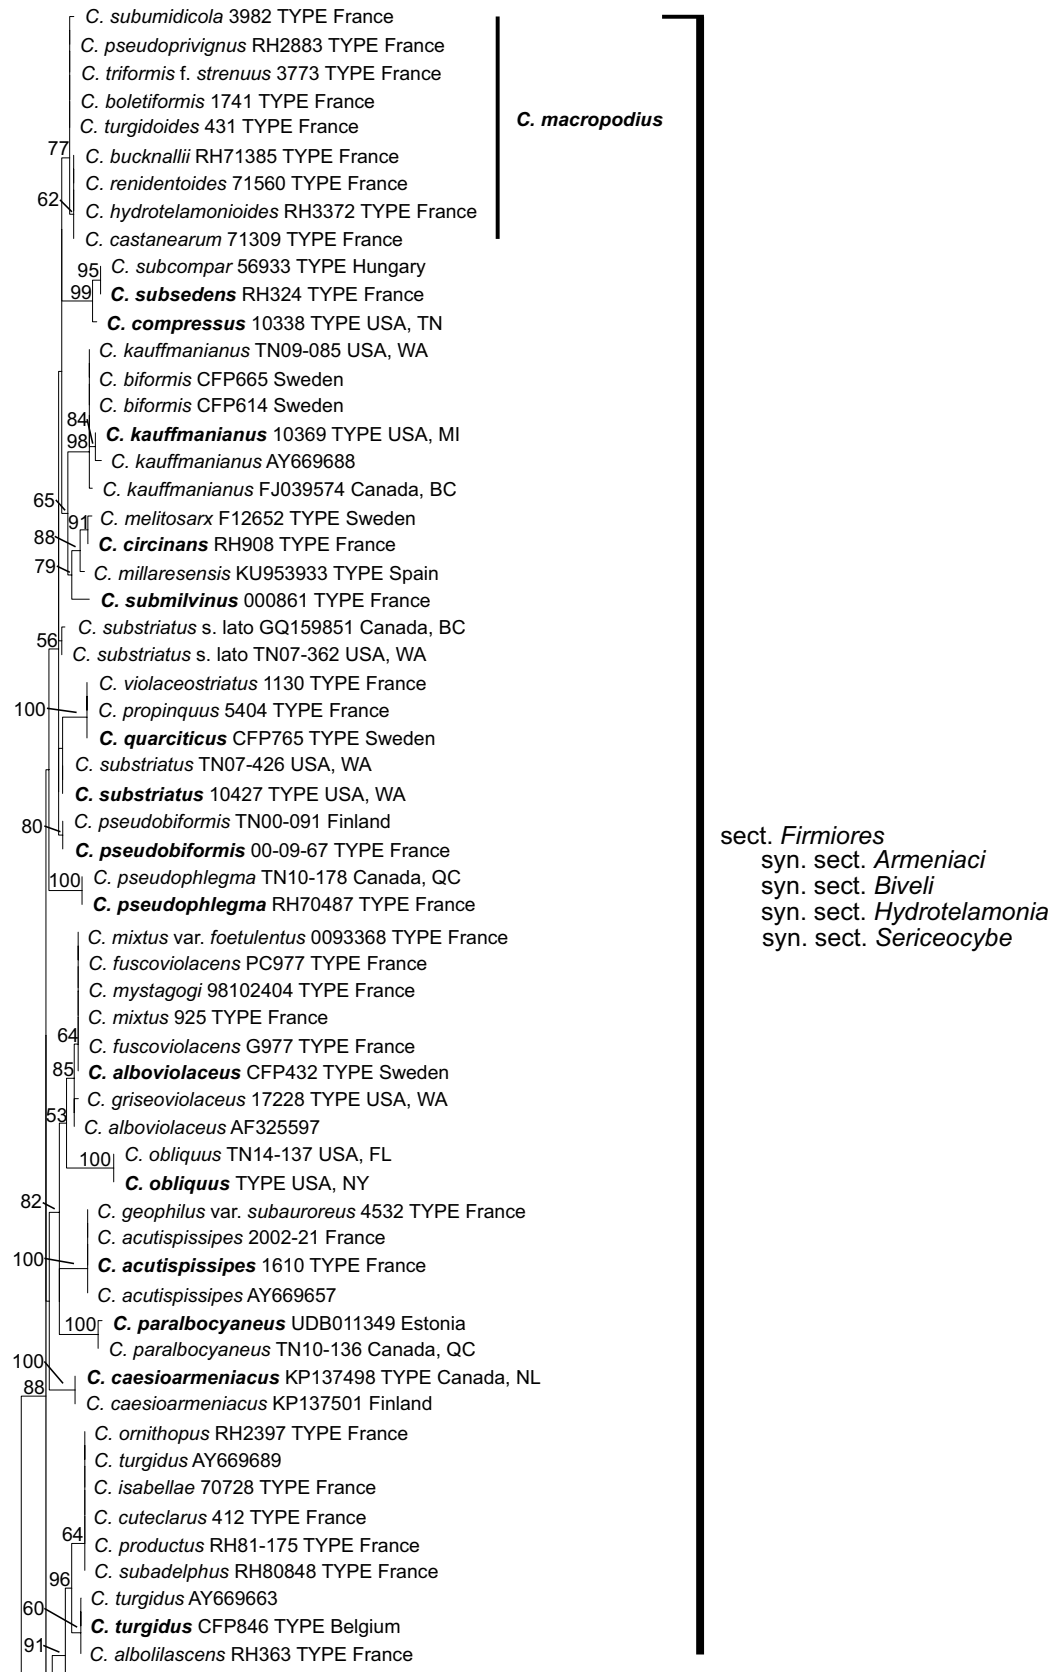 C. subumidicola 3982 TYPE France
C. pseudoprivignus RH2883 TYPE France
C. triformis f. strenuus 3773 TYPE France
C. boletiformis 1741 TYPE France
C. turgidoides 431 TYPE France
C. macropodius
77
C. bucknallii RH71385 TYPE France
C. renidentoides 71560 TYPE France
62
C. hydrotelamonioides RH3372 TYPE France
C. castanearum 71309 TYPE France
95
C. subcompar 56933 TYPE Hungary
99
C. subsedens RH324 TYPE France
C. compressus 10338 TYPE USA, TN
C. kauffmanianus TN09-085 USA, WA
C. biformis CFP665 Sweden
C. biformis CFP614 Sweden
84
C. kauffmanianus 10369 TYPE USA, MI
98
C. kauffmanianus AY669688
C. kauffmanianus FJ039574 Canada, BC
65
91
C. melitosarx F12652 TYPE Sweden
88
C. circinans RH908 TYPE France
79
C. millaresensis KU953933 TYPE Spain
C. submilvinus 000861 TYPE France
C. substriatus s. lato GQ159851 Canada, BC
56
C. substriatus s. lato TN07-362 USA, WA
C. violaceostriatus 1130 TYPE France
100
C. propinquus 5404 TYPE France
C. quarciticus CFP765 TYPE Sweden
C. substriatus TN07-426 USA, WA
C. substriatus 10427 TYPE USA, WA
80
C. pseudobiformis TN00-091 Finland
C. pseudobiformis 00-09-67 TYPE France
sect. Firmiores
syn. sect. Armeniaci
syn. sect. Biveli
syn. sect. Hydrotelamonia
syn. sect. Sericeocybe
100
C. pseudophlegma TN10-178 Canada, QC
C. pseudophlegma RH70487 TYPE France
C. mixtus var. foetulentus 0093368 TYPE France
C. fuscoviolacens PC977 TYPE France
C. mystagogi 98102404 TYPE France
C. mixtus 925 TYPE France
64
C. fuscoviolacens G977 TYPE France
85
C. alboviolaceus CFP432 TYPE Sweden
C. griseoviolaceus 17228 TYPE USA, WA
53
C. alboviolaceus AF325597
100
C. obliquus TN14-137 USA, FL
C. obliquus TYPE USA, NY
82
C. geophilus var. subauroreus 4532 TYPE France
C. acutispissipes 2002-21 France
100
C. acutispissipes 1610 TYPE France
C. acutispissipes AY669657
100
C. paralbocyaneus UDB011349 Estonia
C. paralbocyaneus TN10-136 Canada, QC
100
C. caesioarmeniacus KP137498 TYPE Canada, NL
88
C. caesioarmeniacus KP137501 Finland
C. ornithopus RH2397 TYPE France
C. turgidus AY669689
C. isabellae 70728 TYPE France
C. cuteclarus 412 TYPE France
64
C. productus RH81-175 TYPE France
C. subadelphus RH80848 TYPE France
96
C. turgidus AY669663
60
C. turgidus CFP846 TYPE Belgium
91
C. albolilascens RH363 TYPE France